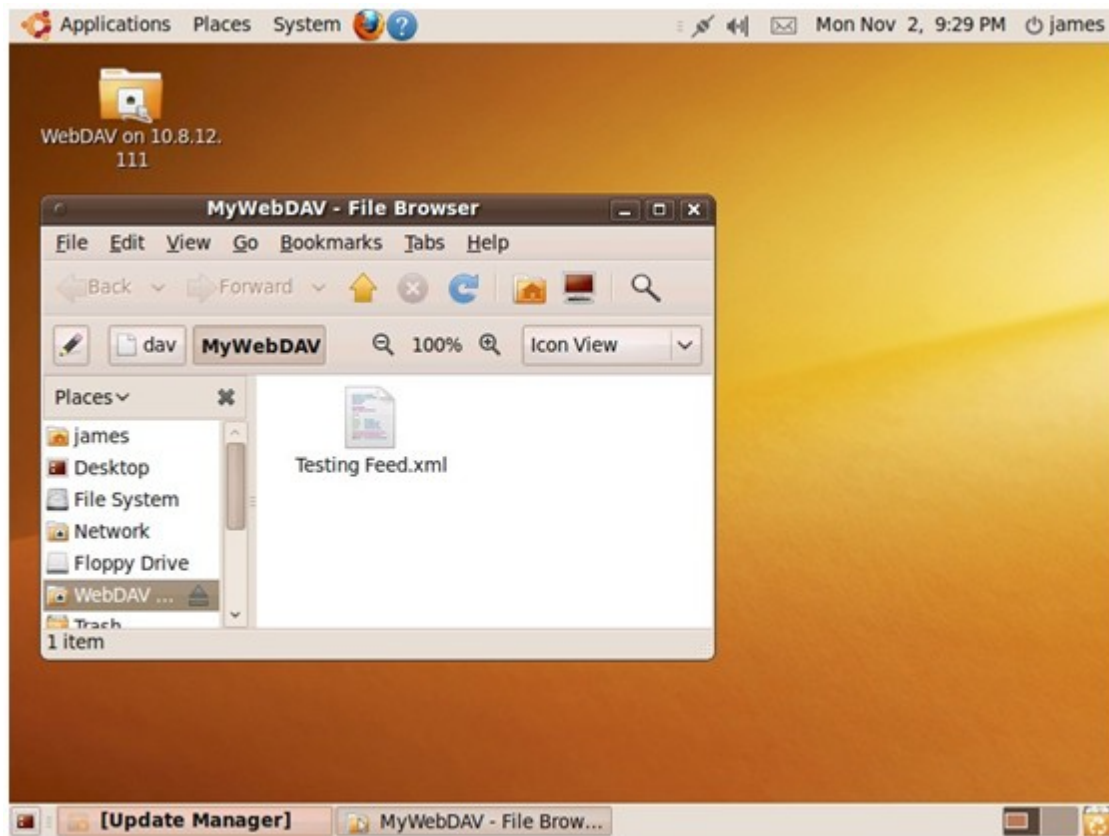 Applications Places System Mon Nov 2, 9:29 PM james
WebDAV on 10.8.12.
111
MyWebDAV - File Browser
File Edit View Go Bookmarks Tabs Help
Back Forward
dav MyWebDAV 100% Icon View
Places
james
Desktop
File System
Network
Floppy Drive
WebDAV ...
Trash
Testing Feed.xml
1 item
[Update Manager] MyWebDAV - File Brow...